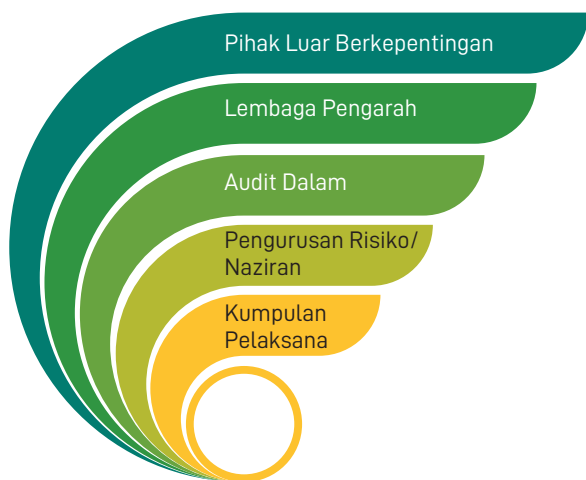 Pihak Luar Berkepentingan
Lembaga Pengarah
Audit Dalam
Pengurusan Risiko/
Naziran
Kumpulan
Pelaksana